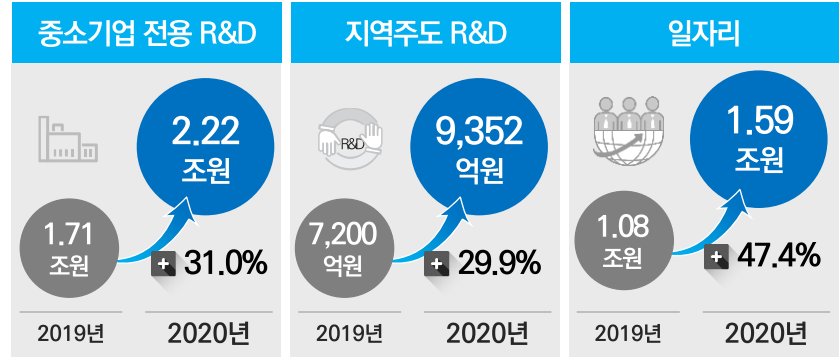 중소기업 전용 R&D
2.22
조원
1.71
조원
+ 31.0%
2019년
2020년
지역주도 R&D
R&D
9,352
억원
7,200
억원
+ 29.9%
2019년
2020년
일자리
1.59
조원
1.08
조원
+ 47.4%
2019년
2020년